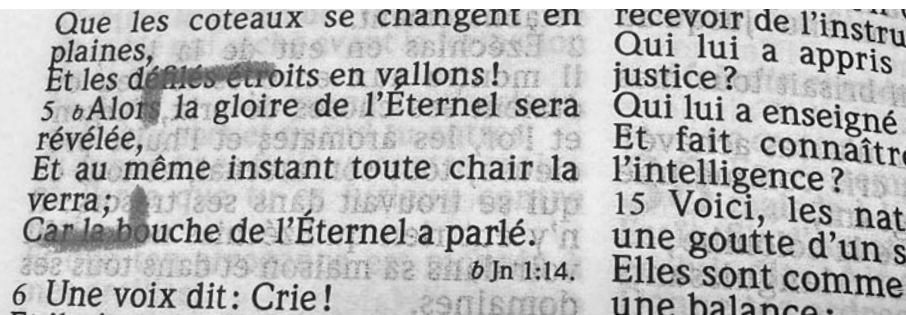 Que les coteaux se changent en
plaines,
Et les défilés étroits en vallons!
5 b Alors la gloire de l'Éternel sera
révélée,
Et au même instant toute chair la
verra;
Car la bouche de l'Éternel a parlé.
b Jn 1:14.
6 Une voix dit: Crie!
recevoir de l'instru
Qui lui a appris
justice?
Qui lui a enseigné
Et fait connaître
l'intelligence?
15 Voici, les nat
une goutte d'un s
Elles sont comme
une balance;